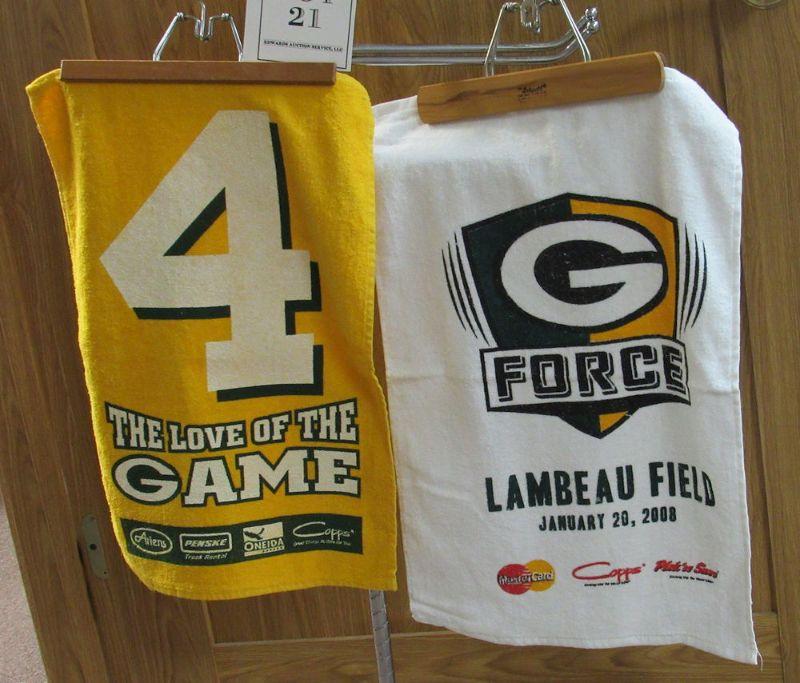 21
EDWARDS AUCTION SERVICE, LLC
4
THE LOVE OF THE
GAME
Ariens
PENSKE
Truck Rental
ONEIDA
Copps
G
FORCE
LAMBEAU FIELD
JANUARY 20, 2008
MasterCard
Copps
Pick 'n Save